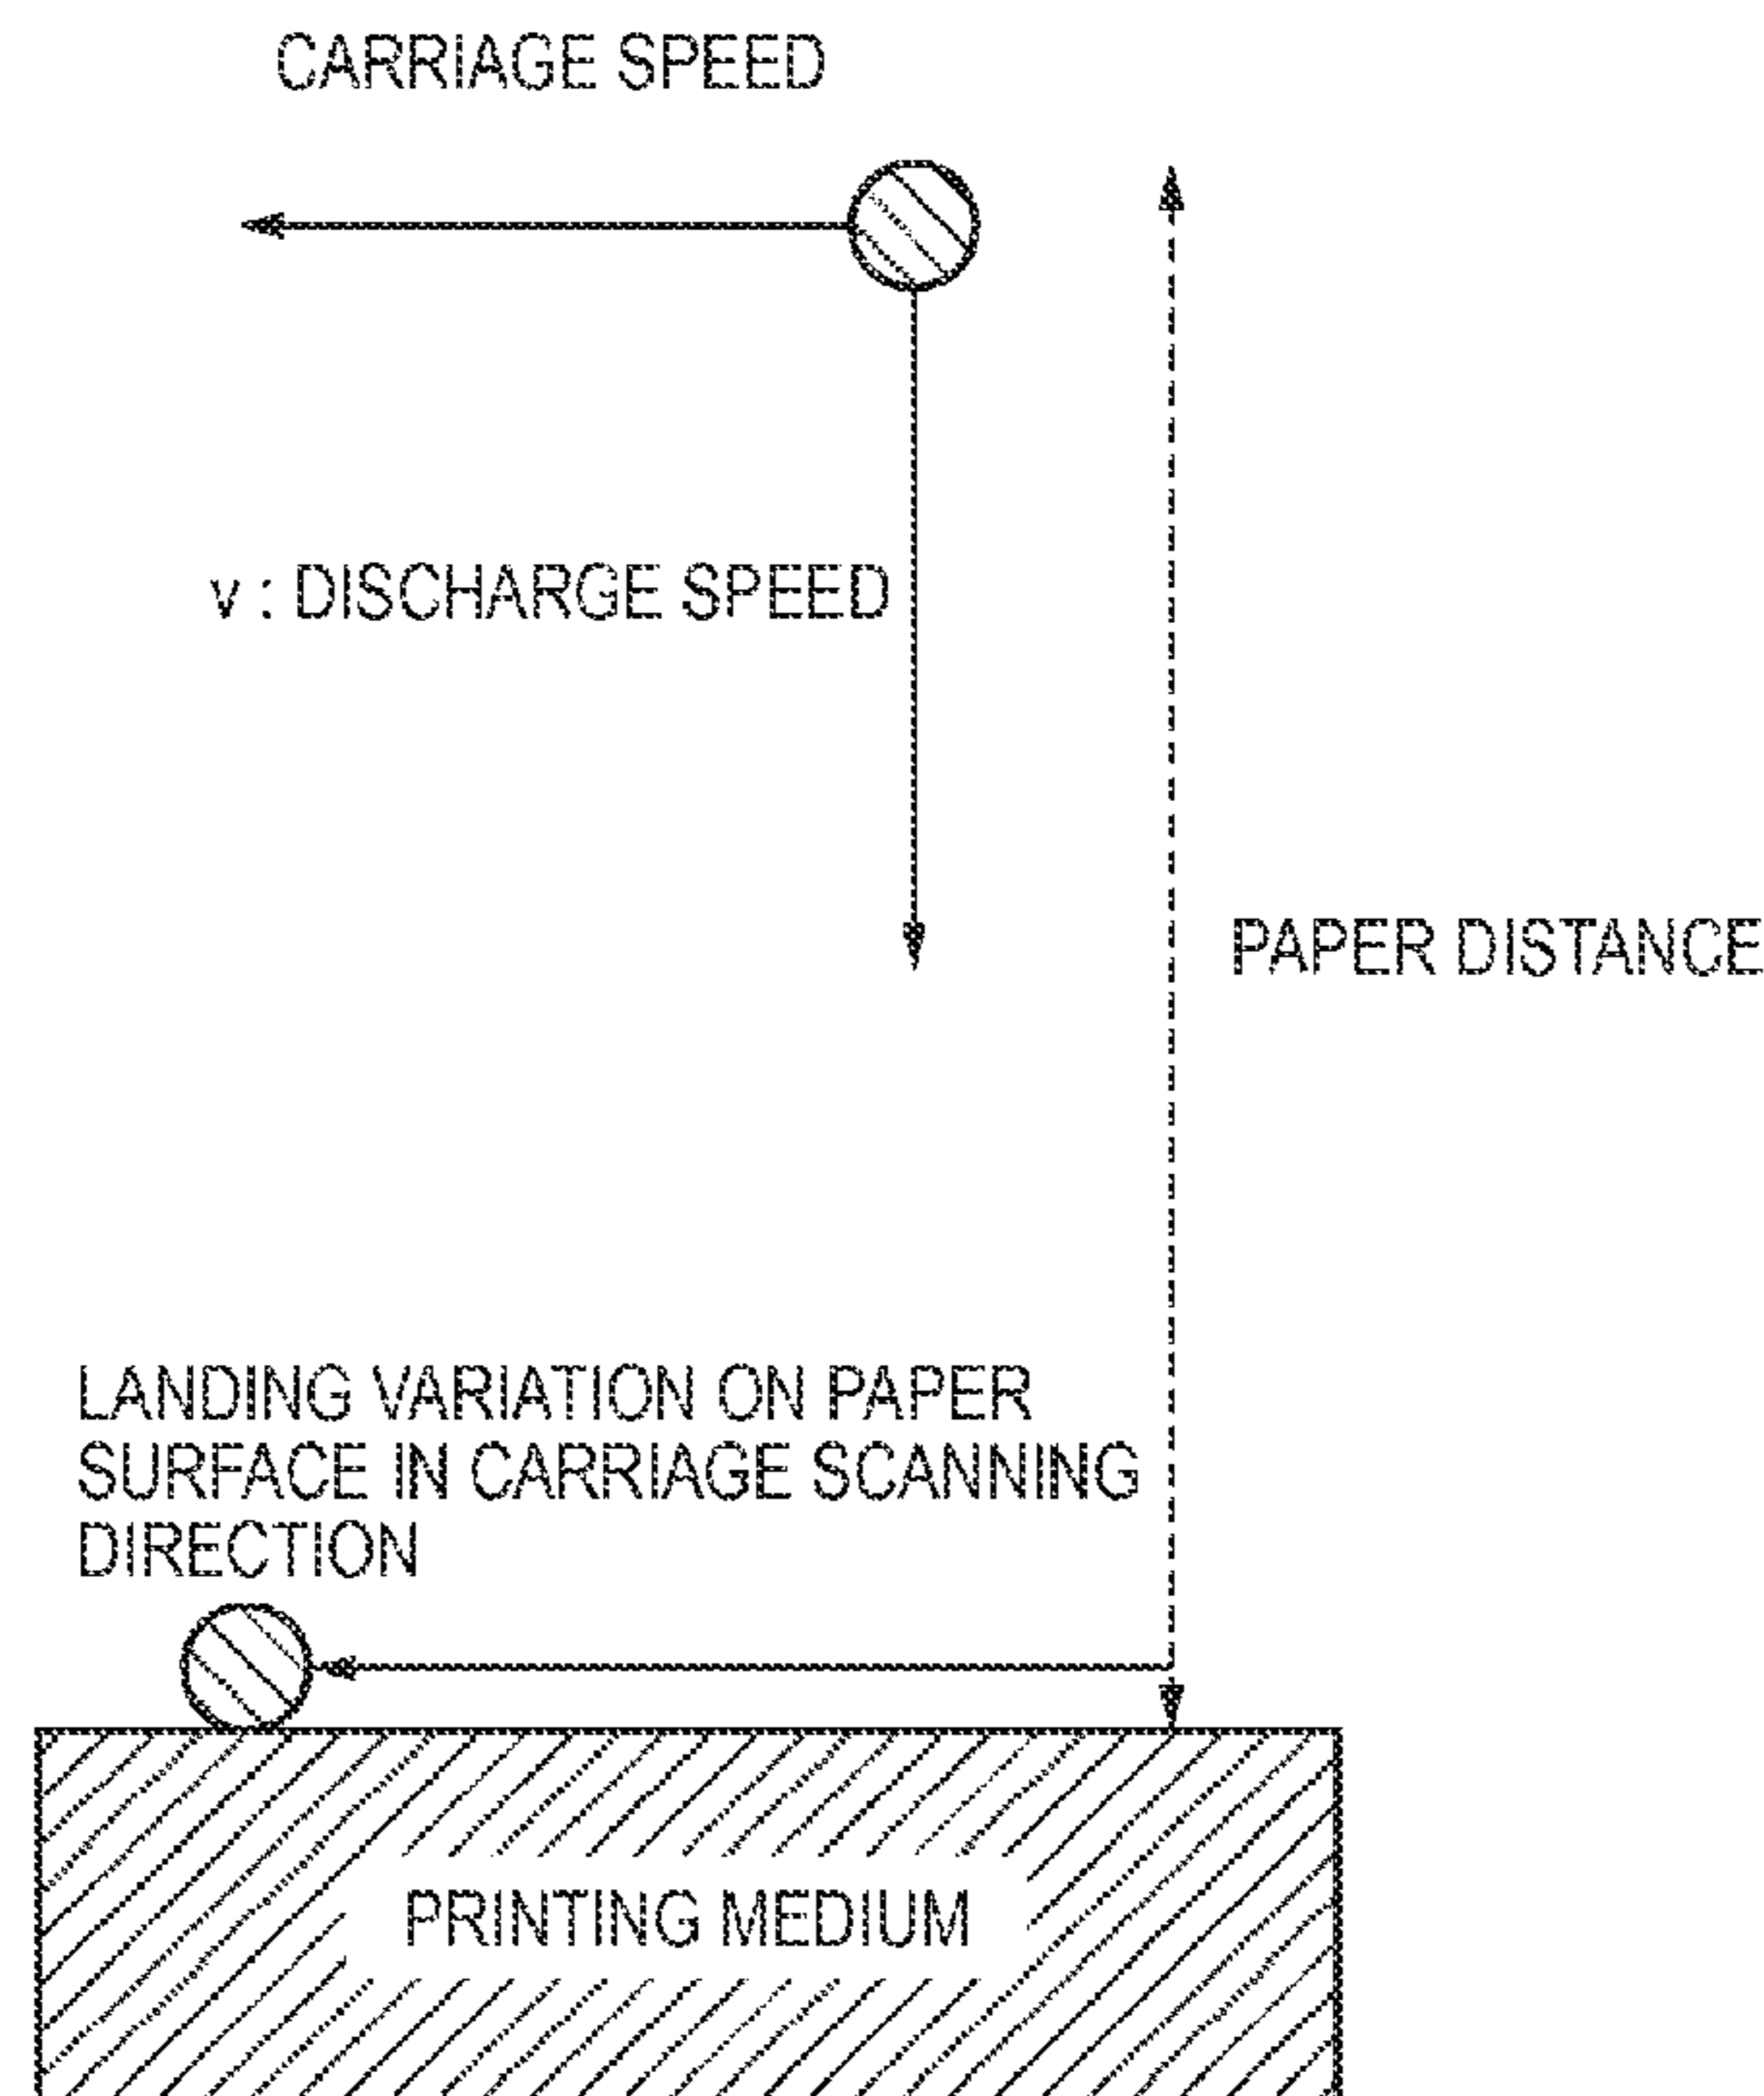 CARRIAGE SPEED
v : DISCHARGE SPEED
PAPER DISTANCE
LANDING VARIATION ON PAPER
SURFACE IN CARRIAGE SCANNING
DIRECTION
PRINTING MEDIUM